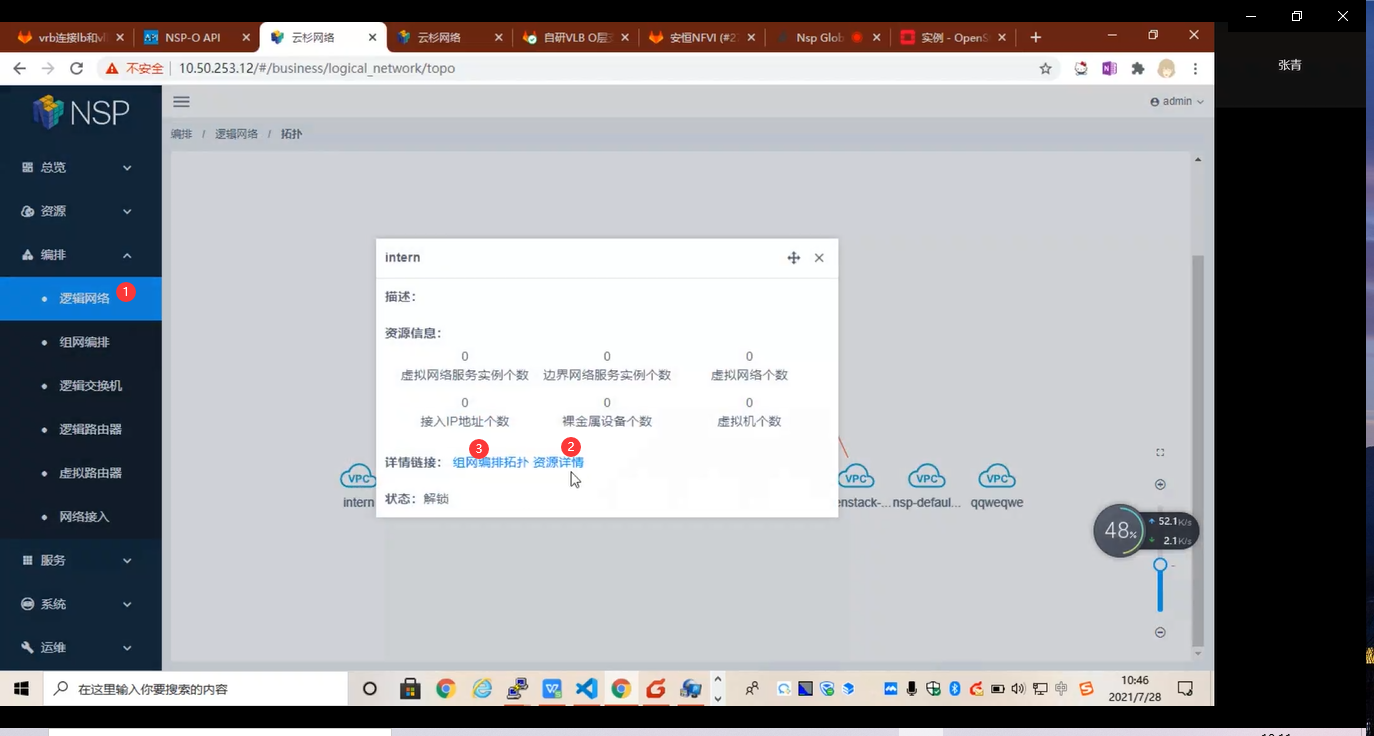 vrb连接lb和vl
NSP-O API
云杉网络
云杉网络
自研VLB O层
安恒NFVI (#2
Nsp Glob
实例 - OpenS
张青
不安全 10.50.253.12/#/business/logical_network/topo
NSP
admin
编排 / 逻辑网络 / 拓扑
总览
资源
编排
逻辑网络 1
组网编排
逻辑交换机
逻辑路由器
虚拟路由器
网络接入
服务
系统
运维
intern
描述:
资源信息:
0 0 0
虚拟网络服务实例个数 边界网络服务实例个数 虚拟网络个数
0 0 0
接入IP地址个数 裸金属设备个数 虚拟机个数
3 2
详情链接: 组网编排拓扑 资源详情
状态: 解锁
VPC VPC VPC VPC
intern enstack-... nsp-defaul... qqweqwe
48% 52.1K/s
2.1K/s
在这里输入你要搜索的内容
中
10:46
2021/7/28